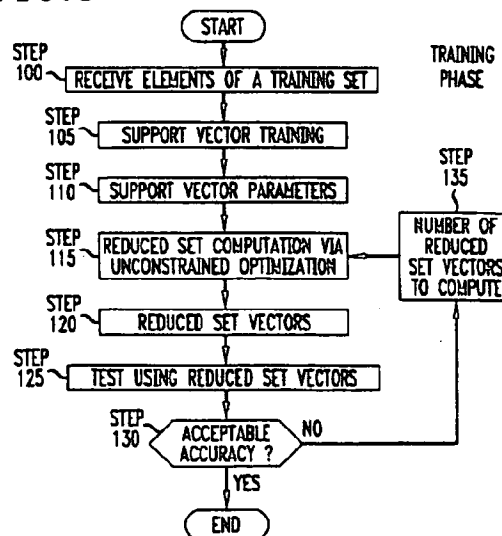 START
STEP
100
RECEIVE ELEMENTS OF A TRAINING SET
TRAINING
PHASE
STEP
105
SUPPORT VECTOR TRAINING
STEP
110
SUPPORT VECTOR PARAMETERS
STEP
135
NUMBER OF
REDUCED
SET VECTORS
TO COMPUTE
STEP
115
REDUCED SET COMPUTATION VIA
UNCONSTRAINED OPTIMIZATION
STEP
120
REDUCED SET VECTORS
STEP
125
TEST USING REDUCED SET VECTORS
STEP
130
ACCEPTABLE
ACCURACY ?
NO
YES
END